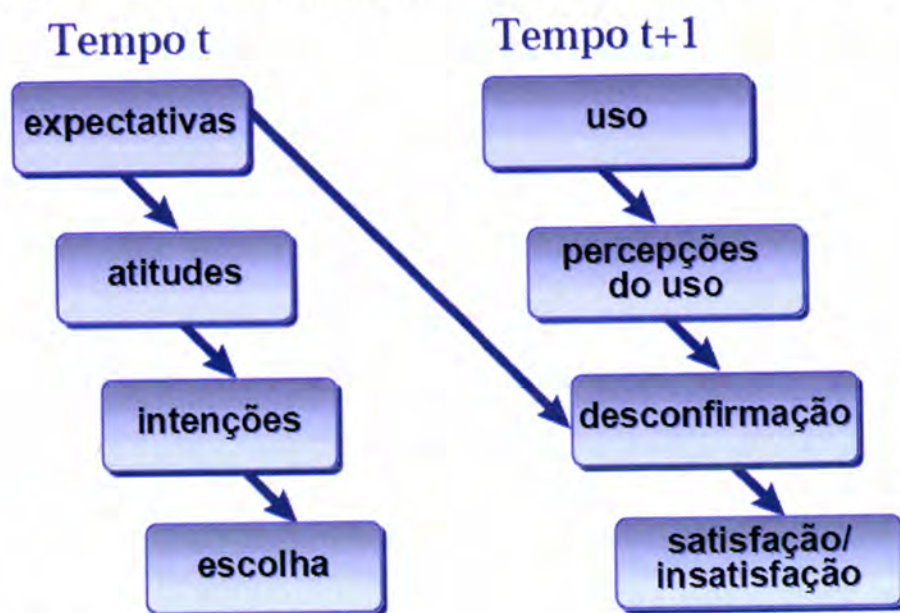 Tempo t
expectativas
atitudes
intenções
escolha
Tempo t+1
uso
percepções
do uso
desconfirmação
satisfação/
insatisfação